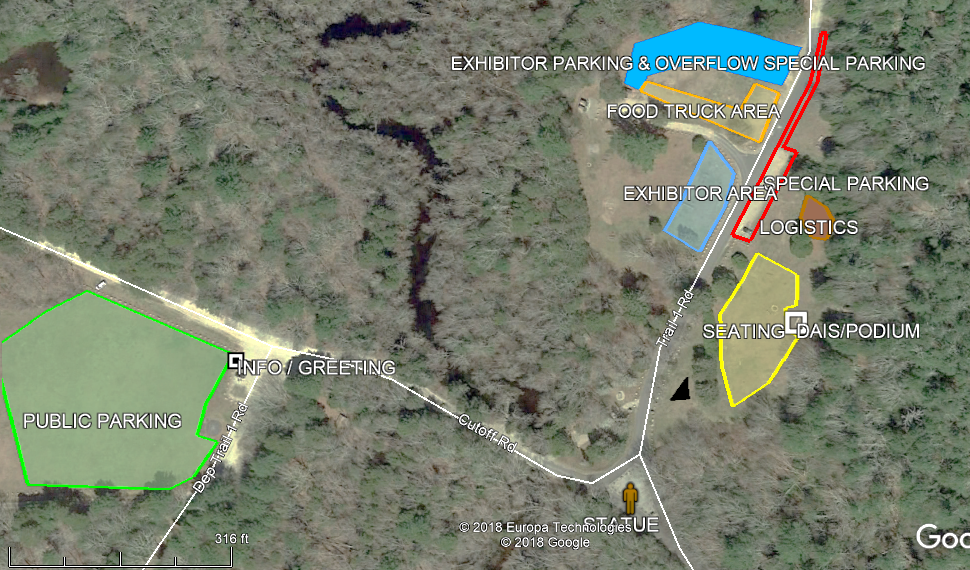 EXHIBITOR PARKING & OVERFLOW SPECIAL PARKING
FOOD TRUCK AREA
EXHIBITOR AREA
SPECIAL PARKING
LOGISTICS
Trail 1 Rd
SEATING
DAIS/PODIUM
INFO / GREETING
PUBLIC PARKING
Dep Trail 1 Rd
Cutoff Rd
STATUE
© 2018 Europa Technologies
© 2018 Google
316 ft
Goo